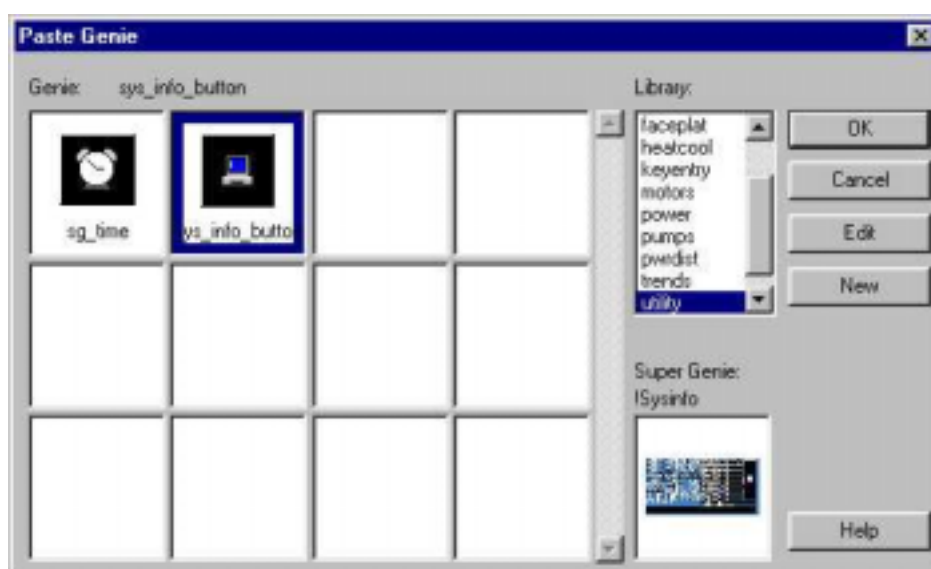 Paste Genie
Genie: sys_info_button
sg_time
ys_info_butto
Library:
faceplat
heatcool
keyentry
motors
power
pumps
pwrdist
trends
utility
OK
Cancel
Edit
New
Super Genie:
!Sysinfo
Help